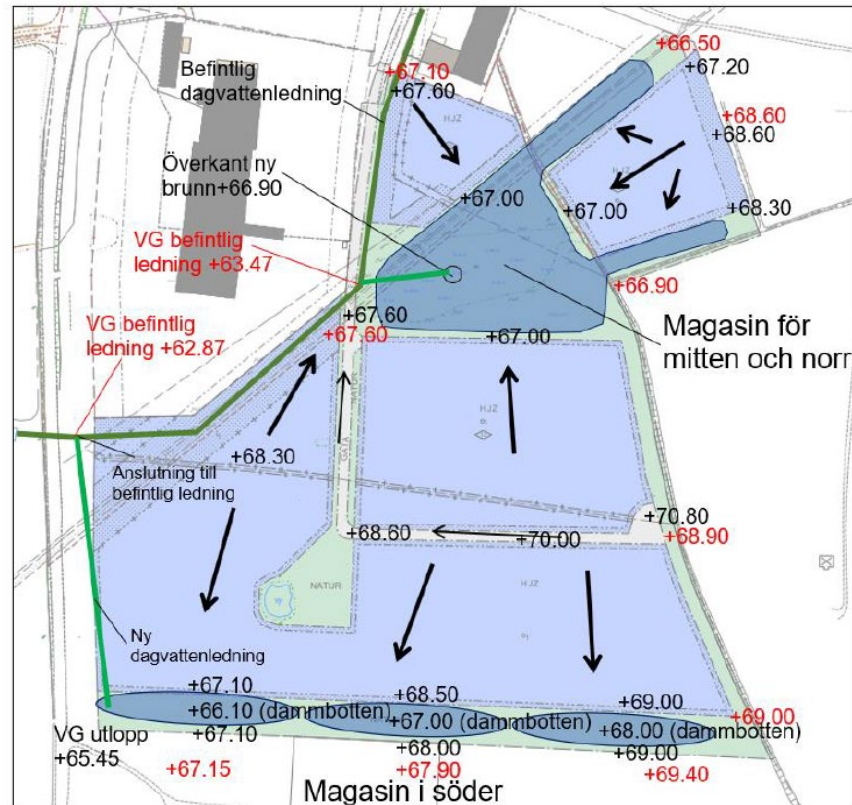 +66.50
+67.20
+67.10
+67.60
Befintlig
dagvattenledning
HJZ
+68.60
+68.60
HJZ
Överkant ny
brunn+66.90
+67.00
+67.00
+68.30
VG befintlig
ledning +63.47
+66.90
+67.60
+67.60
+67.00
VG befintlig
ledning +62.87
Magasin för
mitten och norr
NATUR
GATA
HJZ
+68.30
Anslutning till
befintlig ledning
+70.80
+68.90
+68.60
+70.00
NATUR
HJZ
Ny
dagvattenledning
+67.10
+68.50
+69.00
+66.10 (dammbotten)
+67.00 (dammbotten)
+68.00 (dammbotten)
+69.00
VG utlopp
+65.45
+67.10
+68.00
+69.00
+67.15
+67.90
+69.40
Magasin i söder